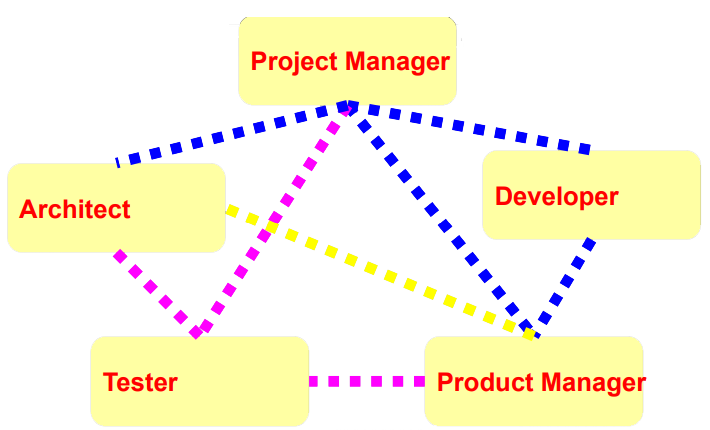 Project Manager
Architect
Developer
Tester
Product Manager